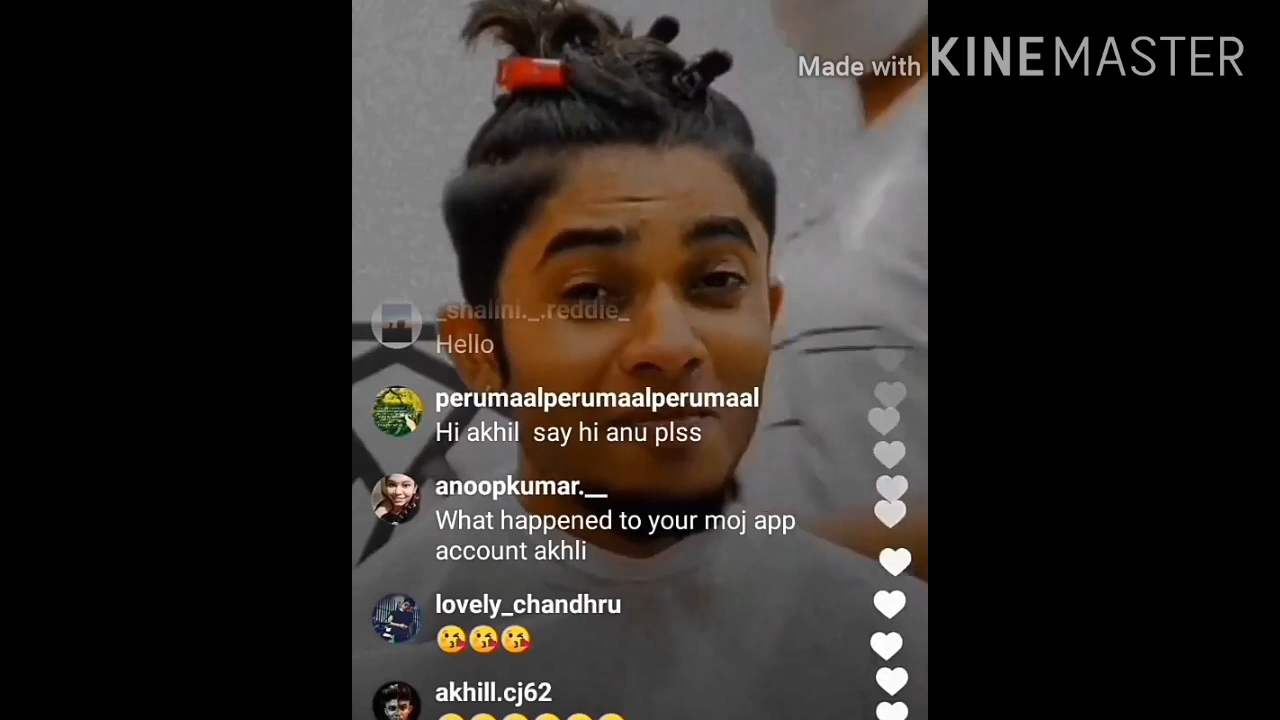 Made with KINEMASTER
_shalini._.reddie_
Hello
perumaalperumaalperumaal
Hi akhil say hi anu plss
anoopkumar.__
What happened to your moj app
account akhli
lovely_chandhru
😘😘😘
akhill.cj62